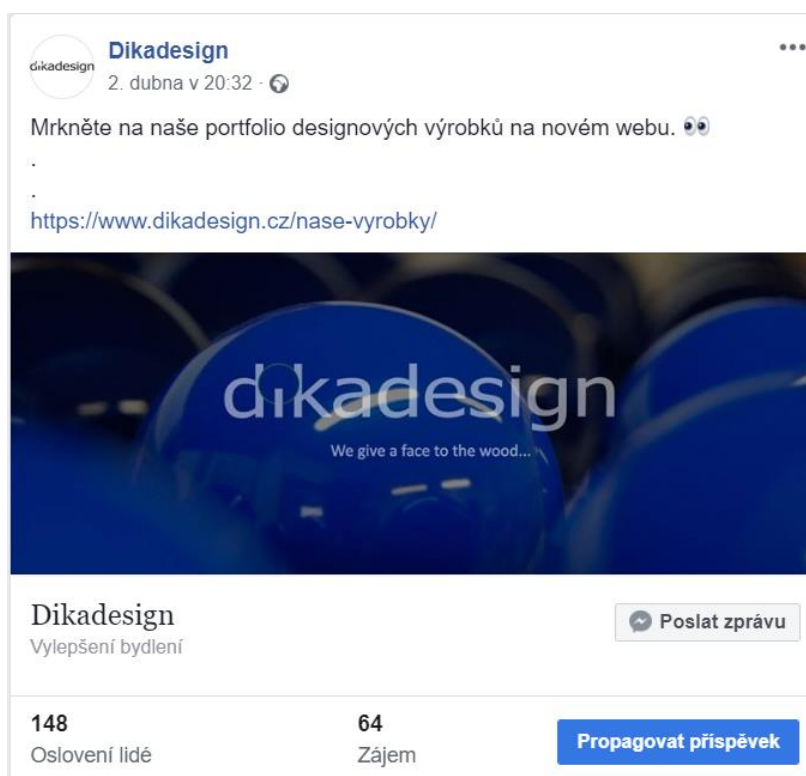 dikadesign
Dikadesign
2. dubna v 20:32 ·
Mrkněte na naše portfolio designových výrobků na novém webu. 👀
.
.
https://www.dikadesign.cz/nase-vyrobky/
dikadesign
We give a face to the wood...
Dikadesign
Poslat zprávu
Vylepšení bydlení
148
64
Oslovení lidé
Zájem
Propagovat příspěvek